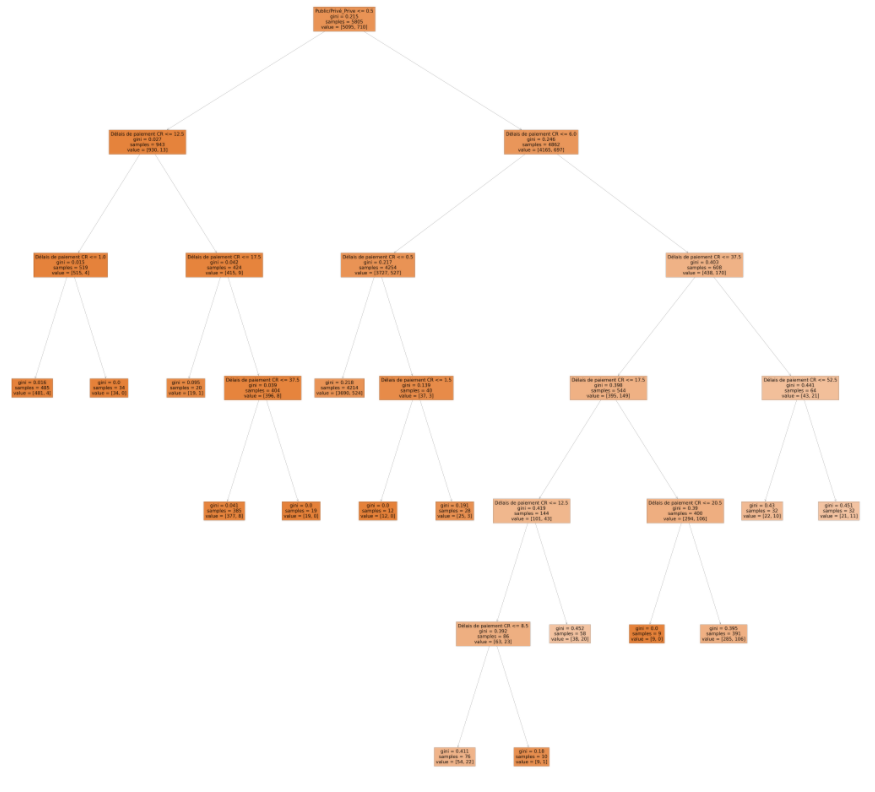 Public/Privé_Prive <= 0.5
gini = 0.215
samples = 5805
value = [5095, 710]
Délais de paiement CR <= 12.0
gini = 0.027
samples = 943
value = [930, 13]
Délais de paiement CR <= 6.0
gini = 0.246
samples = 4862
value = [4165, 697]
Délais de paiement CR <= 1.0
gini = 0.015
samples = 519
value = [515, 4]
Délais de paiement CR <= 17.5
gini = 0.042
samples = 424
value = [415, 9]
Délais de paiement CR <= 0.5
gini = 0.217
samples = 4254
value = [3727, 527]
Délais de paiement CR <= 37.5
gini = 0.403
samples = 608
value = [438, 170]
gini = 0.016
samples = 485
value = [481, 4]
gini = 0.0
samples = 34
value = [34, 0]
gini = 0.095
samples = 20
value = [19, 1]
Délais de paiement CR <= 37.5
gini = 0.039
samples = 404
value = [396, 8]
gini = 0.218
samples = 4214
value = [3690, 524]
Délais de paiement CR <= 1.5
gini = 0.139
samples = 40
value = [37, 3]
Délais de paiement CR <= 17.5
gini = 0.398
samples = 544
value = [395, 149]
Délais de paiement CR <= 52.5
gini = 0.441
samples = 64
value = [43, 21]
gini = 0.041
samples = 385
value = [377, 8]
gini = 0.0
samples = 19
value = [19, 0]
gini = 0.0
samples = 12
value = [12, 0]
gini = 0.191
samples = 28
value = [25, 3]
Délais de paiement CR <= 12.5
gini = 0.419
samples = 144
value = [101, 43]
Délais de paiement CR <= 20.5
gini = 0.39
samples = 400
value = [294, 106]
gini = 0.43
samples = 32
value = [22, 10]
gini = 0.451
samples = 32
value = [21, 11]
Délais de paiement CR <= 8.5
gini = 0.392
samples = 86
value = [63, 23]
gini = 0.452
samples = 58
value = [38, 20]
gini = 0.0
samples = 9
value = [9, 0]
gini = 0.395
samples = 391
value = [285, 106]
gini = 0.411
samples = 76
value = [54, 22]
gini = 0.18
samples = 10
value = [9, 1]